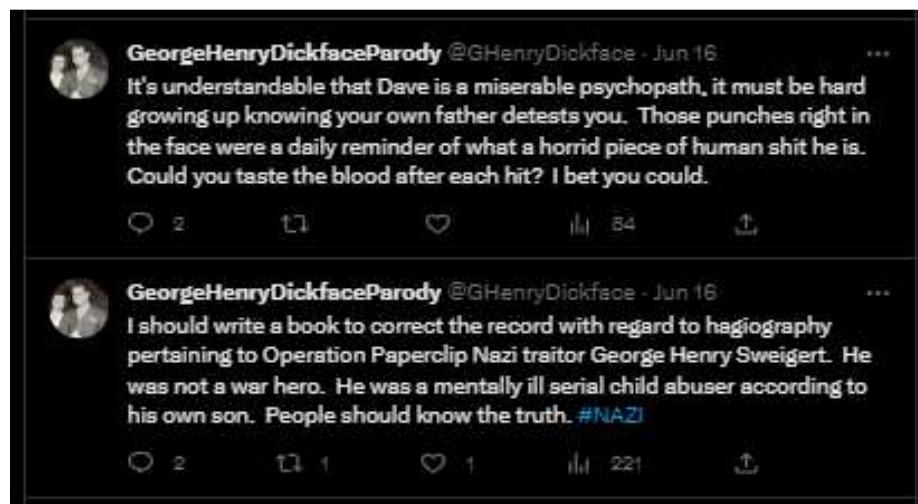 GeorgeHenryDickfaceParody @GHenryDickface · Jun 16
It's understandable that Dave is a miserable psychopath, it must be hard
growing up knowing your own father detests you.  Those punches right in
the face were a daily reminder of what a horrid piece of human shit he is.
Could you taste the blood after each hit?  I bet you could.
2 84
GeorgeHenryDickfaceParody @GHenryDickface · Jun 16
I should write a book to correct the record with regard to hagiography
pertaining to Operation Paperclip Nazi traitor George Henry Sweigert.  He
was not a war hero.  He was a mentally ill serial child abuser according to
his own son.  People should know the truth. #NAZI
2 1 1 221